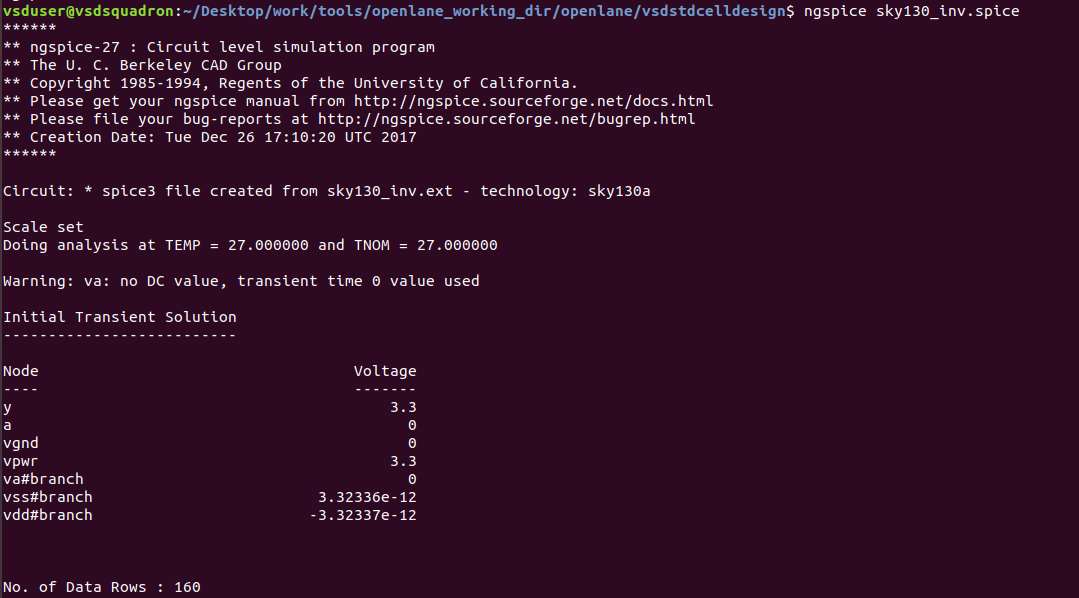 vsduser@vsdsquadron:~/Desktop/work/tools/openlane_working_dir/openlane/vsdstdcelldesign$ ngspice sky130_inv.spice
******
** ngspice-27 : Circuit level simulation program
** The U. C. Berkeley CAD Group
** Copyright 1985-1994, Regents of the University of California.
** Please get your ngspice manual from http://ngspice.sourceforge.net/docs.html
** Please file your bug-reports at http://ngspice.sourceforge.net/bugrep.html
** Creation Date: Tue Dec 26 17:10:20 UTC 2017
******
Circuit: * spice3 file created from sky130_inv.ext - technology: sky130a
Scale set
Doing analysis at TEMP = 27.000000 and TNOM = 27.000000
Warning: va: no DC value, transient time 0 value used
Initial Transient Solution
--------------------------
Node                                   Voltage
----                                   -------
y                                          3.3
a                                            0
vgnd                                         0
vpwr                                       3.3
va#branch                                    0
vss#branch                         3.32336e-12
vdd#branch                        -3.32337e-12
No. of Data Rows : 160